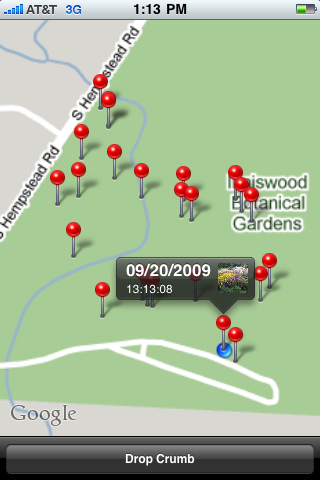 AT&T 3G 1:13 PM
S Hempstead Rd
S Hempstead Rd
Inniswood
Botanical
Gardens
09/20/2009
13:13:08
Google
Drop Crumb